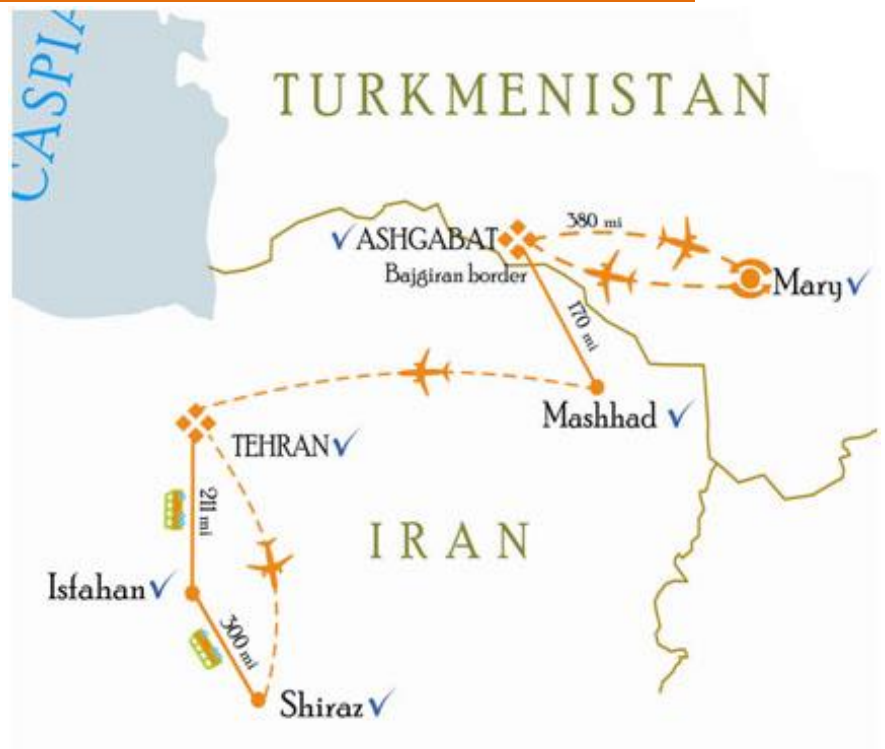 CASPIA
TURKMENISTAN
380 mi
ASHGABAT
Bajgiran border
Mary
170 mi
Mashhad
TEHRAN
211 mi
IRAN
Isfahan
300 mi
Shiraz